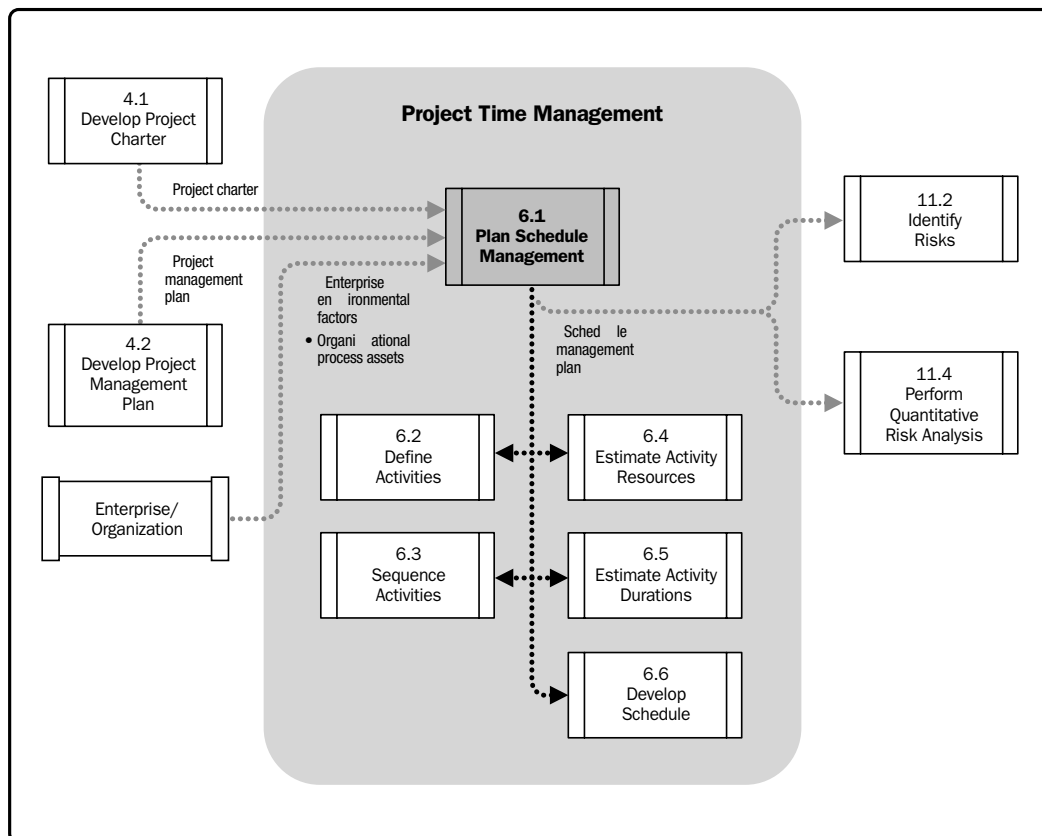 Project Time Management
4.1
Develop Project
Charter
Project charter
6.1
Plan Schedule
Management
11.2
Identify
Risks
Project
management
plan
Enterprise
en ironmental
factors
• Organi ational
process assets
Sched le
management
plan
4.2
Develop Project
Management
Plan
11.4
Perform
Quantitative
Risk Analysis
Enterprise/
Organization
6.2
Define
Activities
6.4
Estimate Activity
Resources
6.3
Sequence
Activities
6.5
Estimate Activity
Durations
6.6
Develop
Schedule